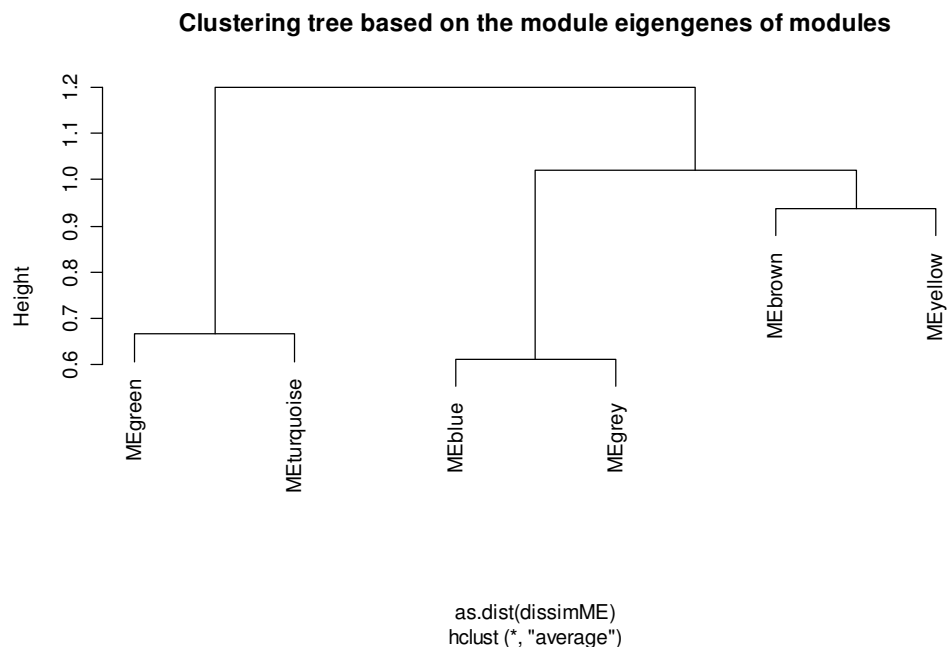 Clustering tree based on the module eigengenes of modules
Height
1.2
1.1
1.0
0.9
0.8
0.7
0.6
MEgreen
MEturquoise
MEblue
MEgrey
MEbrown
MEyellow
as.dist(dissimME)
hclust (*, "average")